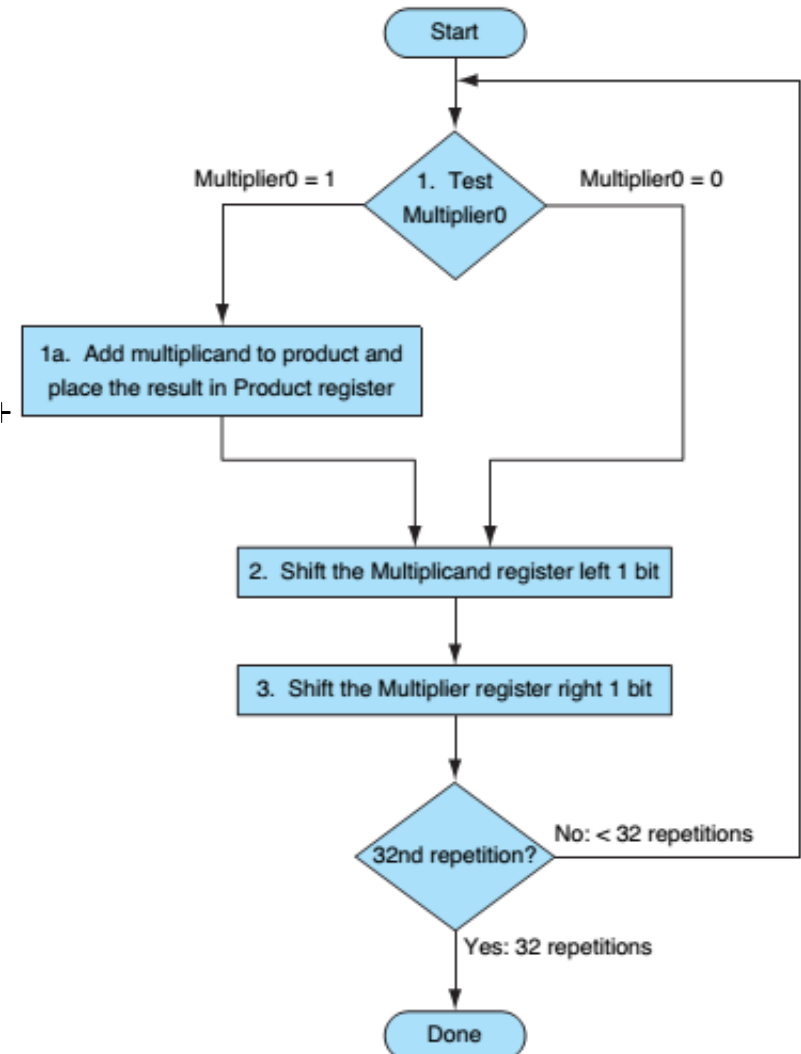 Start
Multiplier0 = 1
1. Test
Multiplier0
Multiplier0 = 0
1a. Add multiplicand to product and
place the result in Product register
2. Shift the Multiplicand register left 1 bit
3. Shift the Multiplier register right 1 bit
32nd repetition?
No: < 32 repetitions
Yes: 32 repetitions
Done